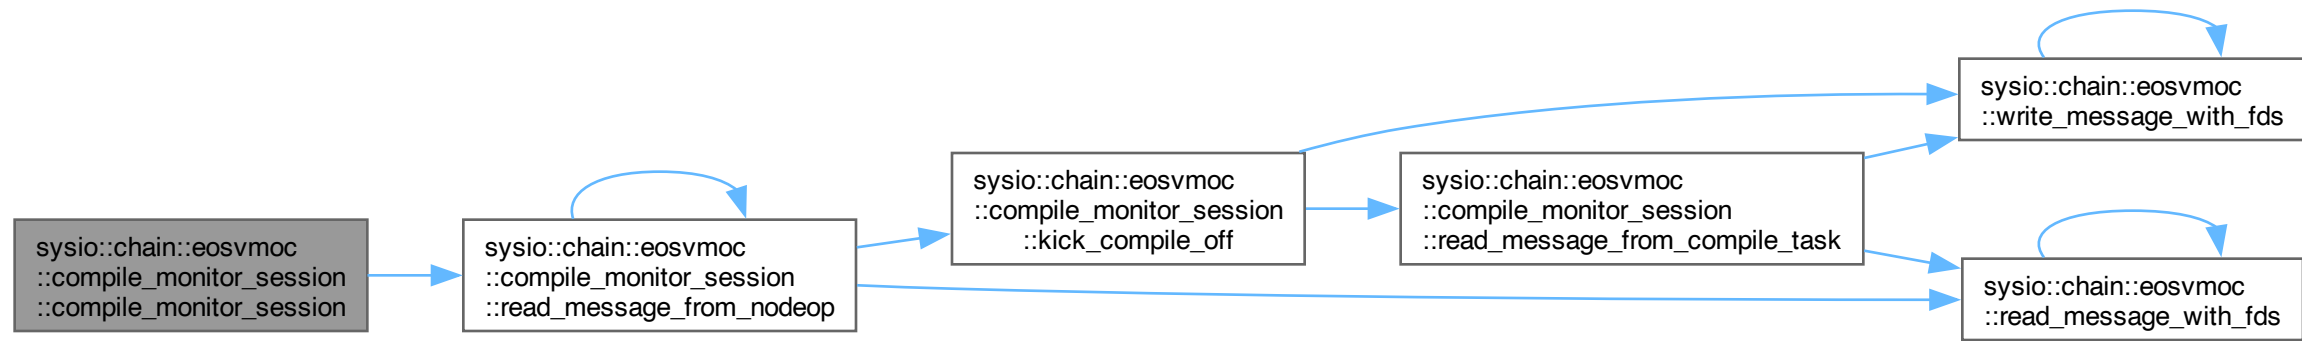 sysio::chain::eosvmoc
::compile_monitor_session
::compile_monitor_session
sysio::chain::eosvmoc
::compile_monitor_session
::read_message_from_nodeop
sysio::chain::eosvmoc
::compile_monitor_session
::kick_compile_off
sysio::chain::eosvmoc
::compile_monitor_session
::read_message_from_compile_task
sysio::chain::eosvmoc
::write_message_with_fds
sysio::chain::eosvmoc
::read_message_with_fds